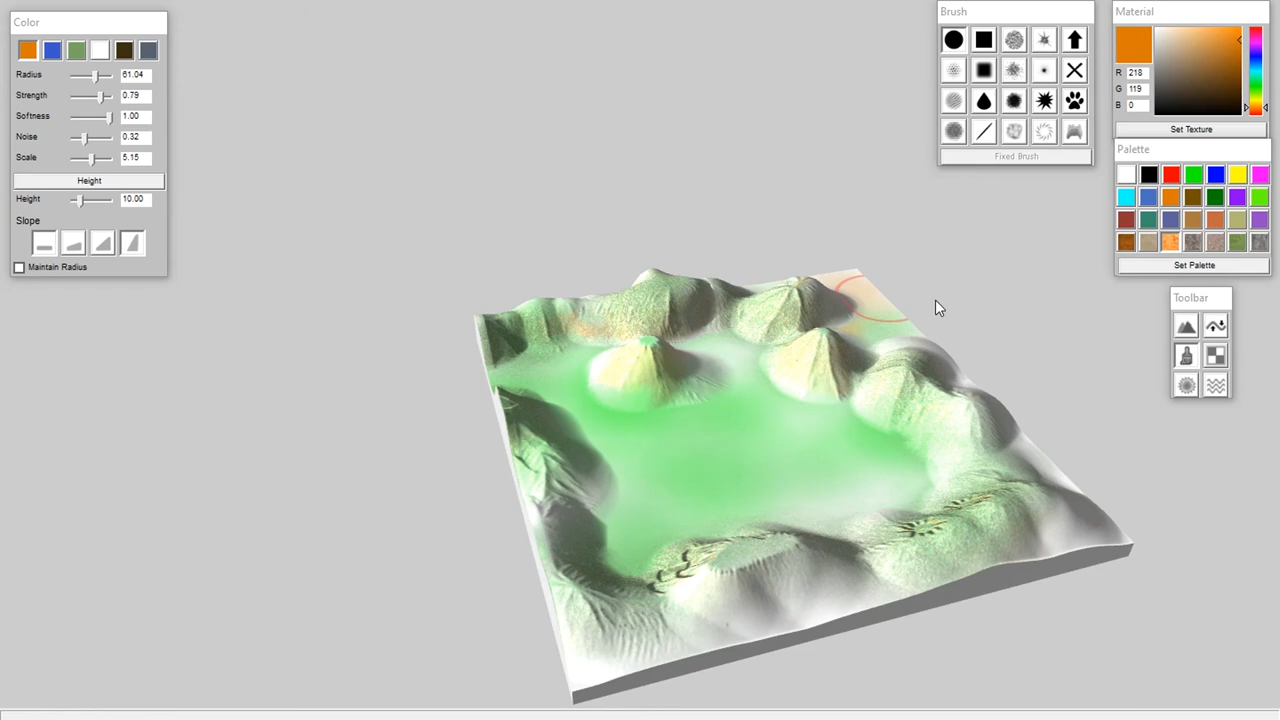 Color
Radius 61.04
Strength 0.79
Softness 1.00
Noise 0.32
Scale 5.15
Height
Height 10.00
Slope
Maintain Radius
Brush
Fixed Brush
Material
R 218
G 119
B 0
Set Texture
Palette
Set Palette
Toolbar